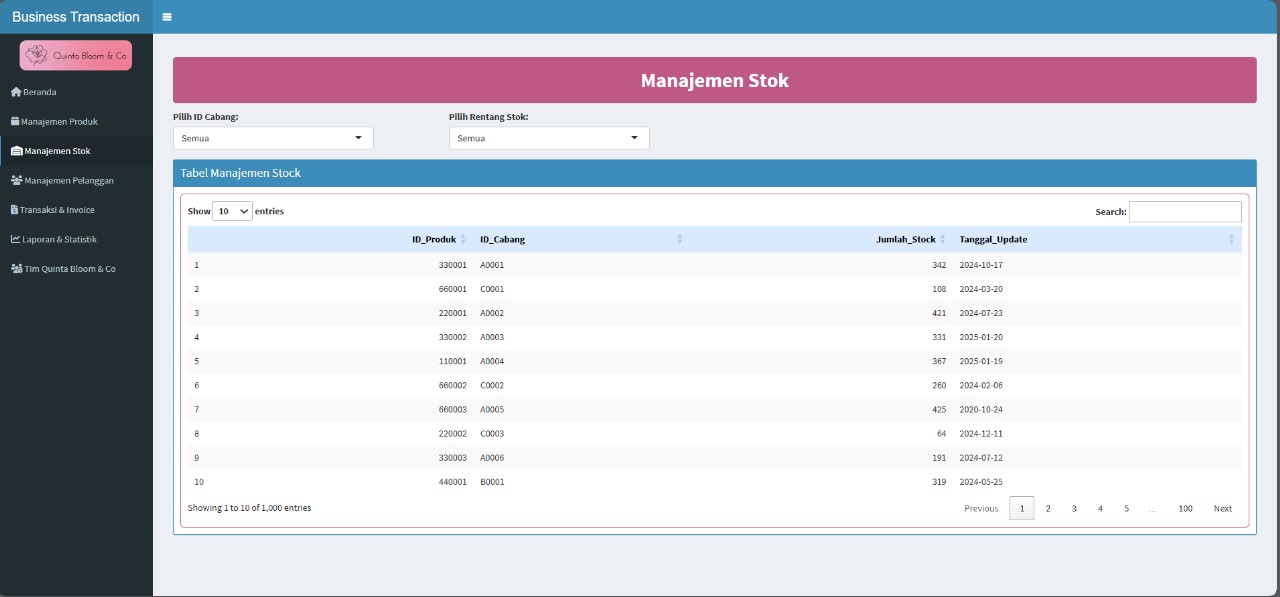 Business Transaction
Quinto Bloom & Co
Beranda
Manajemen Produk
Manajemen Stok
Manajemen Pelanggan
Transaksi & Invoice
Laporan & Statistik
Tim Quinta Bloom & Co
Manajemen Stok
Pilih ID Cabang: Pilih Rentang Stok:
Semua Semua
Tabel Manajemen Stock
Show 10 entries Search:
ID_Produk ID_Cabang Jumlah_Stock Tanggal_Update
1 330001 A0001 342 2024-10-17
2 660001 C0001 108 2024-03-20
3 220001 A0002 421 2024-07-23
4 330002 A0003 331 2025-01-20
5 110001 A0004 367 2025-01-19
6 660002 C0002 260 2024-02-06
7 660003 A0005 425 2020-10-24
8 220002 C0003 64 2024-12-11
9 330003 A0006 191 2024-07-12
10 440001 B0001 319 2024-05-25
Showing 1 to 10 of 1,000 entries Previous 1 2 3 4 5 … 100 Next